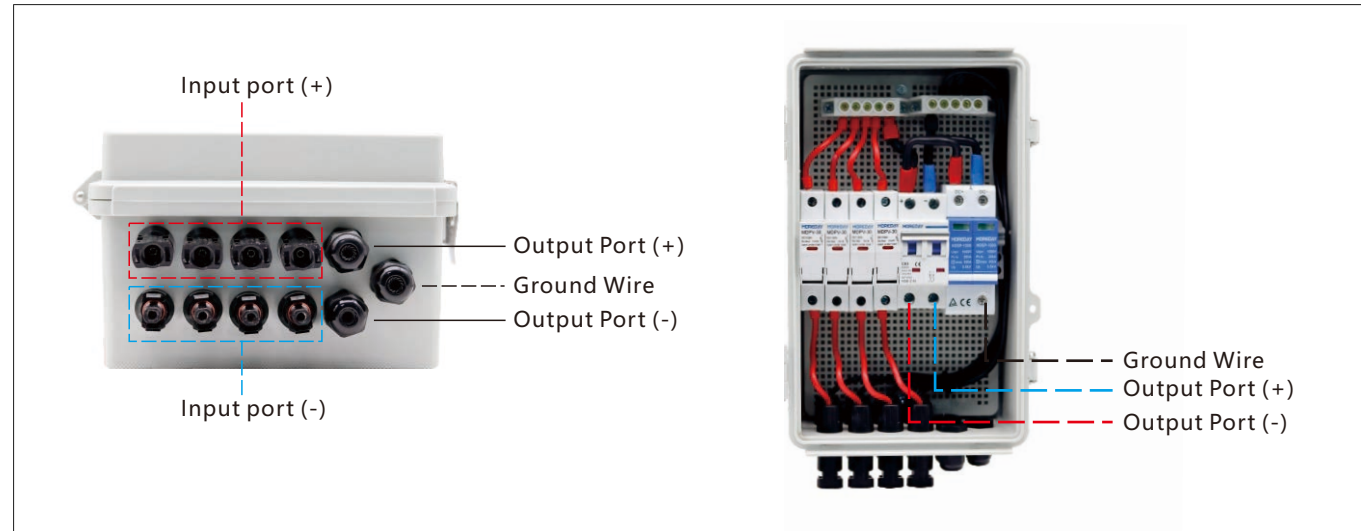 Input port (+)
Output Port (+)
Ground Wire
Output Port (-)
Input port (-)
Ground Wire
Output Port (+)
Output Port (-)